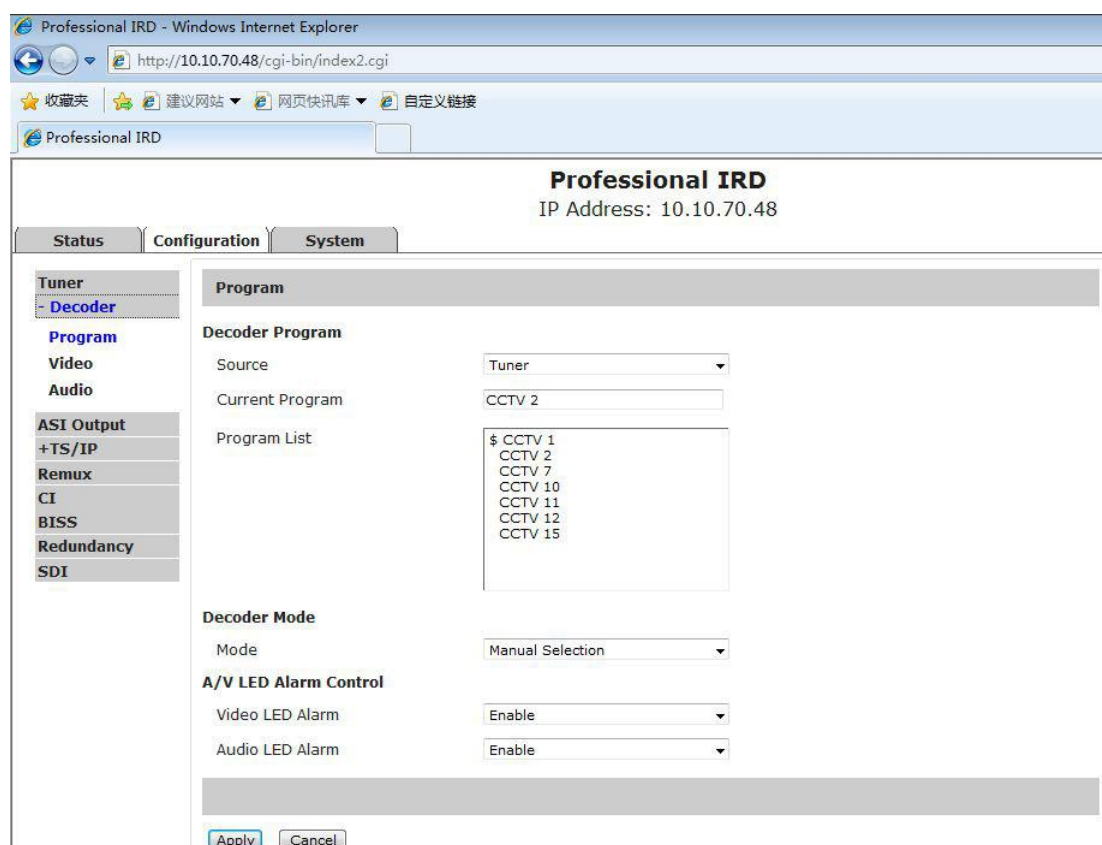 Professional IRD - Windows Internet Explorer
http://10.10.70.48/cgi-bin/index2.cgi
收藏夹 建议网站 网页快讯库 自定义链接
Professional IRD
Professional IRD
IP Address: 10.10.70.48
Status Configuration System
Tuner
- Decoder
Program
Video
Audio
ASI Output
+TS/IP
Remux
CI
BISS
Redundancy
SDI
Program
Decoder Program
Source Tuner
Current Program CCTV 2
Program List $ CCTV 1
CCTV 2
CCTV 7
CCTV 10
CCTV 11
CCTV 12
CCTV 15
Decoder Mode
Mode Manual Selection
A/V LED Alarm Control
Video LED Alarm Enable
Audio LED Alarm Enable
Apply Cancel